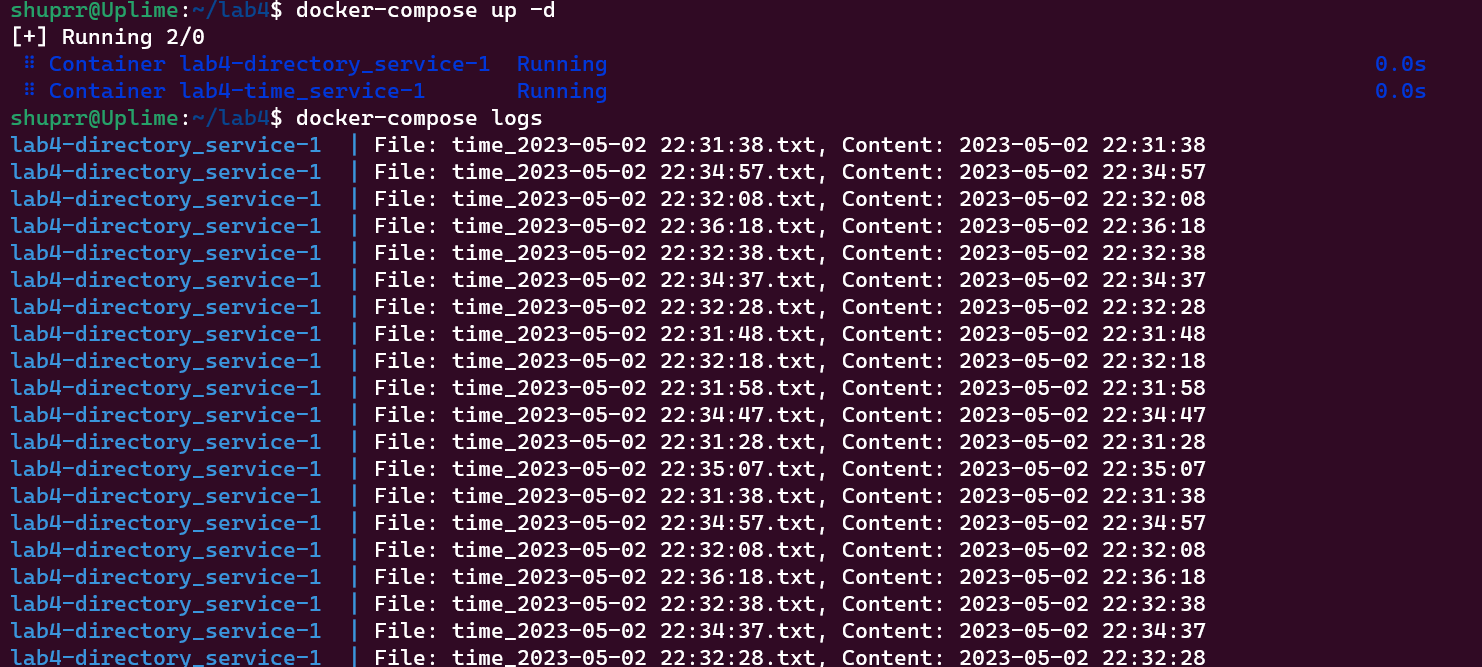 shuprr@Uplime:~/lab4$ docker-compose up -d
[+] Running 2/0
⠿ Container lab4-directory_service-1  Running 0.0s
⠿ Container lab4-time_service-1       Running 0.0s
shuprr@Uplime:~/lab4$ docker-compose logs
lab4-directory_service-1  | File: time_2023-05-02 22:31:38.txt, Content: 2023-05-02 22:31:38
lab4-directory_service-1  | File: time_2023-05-02 22:34:57.txt, Content: 2023-05-02 22:34:57
lab4-directory_service-1  | File: time_2023-05-02 22:32:08.txt, Content: 2023-05-02 22:32:08
lab4-directory_service-1  | File: time_2023-05-02 22:36:18.txt, Content: 2023-05-02 22:36:18
lab4-directory_service-1  | File: time_2023-05-02 22:32:38.txt, Content: 2023-05-02 22:32:38
lab4-directory_service-1  | File: time_2023-05-02 22:34:37.txt, Content: 2023-05-02 22:34:37
lab4-directory_service-1  | File: time_2023-05-02 22:32:28.txt, Content: 2023-05-02 22:32:28
lab4-directory_service-1  | File: time_2023-05-02 22:31:48.txt, Content: 2023-05-02 22:31:48
lab4-directory_service-1  | File: time_2023-05-02 22:32:18.txt, Content: 2023-05-02 22:32:18
lab4-directory_service-1  | File: time_2023-05-02 22:31:58.txt, Content: 2023-05-02 22:31:58
lab4-directory_service-1  | File: time_2023-05-02 22:34:47.txt, Content: 2023-05-02 22:34:47
lab4-directory_service-1  | File: time_2023-05-02 22:31:28.txt, Content: 2023-05-02 22:31:28
lab4-directory_service-1  | File: time_2023-05-02 22:35:07.txt, Content: 2023-05-02 22:35:07
lab4-directory_service-1  | File: time_2023-05-02 22:31:38.txt, Content: 2023-05-02 22:31:38
lab4-directory_service-1  | File: time_2023-05-02 22:34:57.txt, Content: 2023-05-02 22:34:57
lab4-directory_service-1  | File: time_2023-05-02 22:32:08.txt, Content: 2023-05-02 22:32:08
lab4-directory_service-1  | File: time_2023-05-02 22:36:18.txt, Content: 2023-05-02 22:36:18
lab4-directory_service-1  | File: time_2023-05-02 22:32:38.txt, Content: 2023-05-02 22:32:38
lab4-directory_service-1  | File: time_2023-05-02 22:34:37.txt, Content: 2023-05-02 22:34:37
lab4-directory_service-1  | File: time_2023-05-02 22:32:28.txt, Content: 2023-05-02 22:32:28